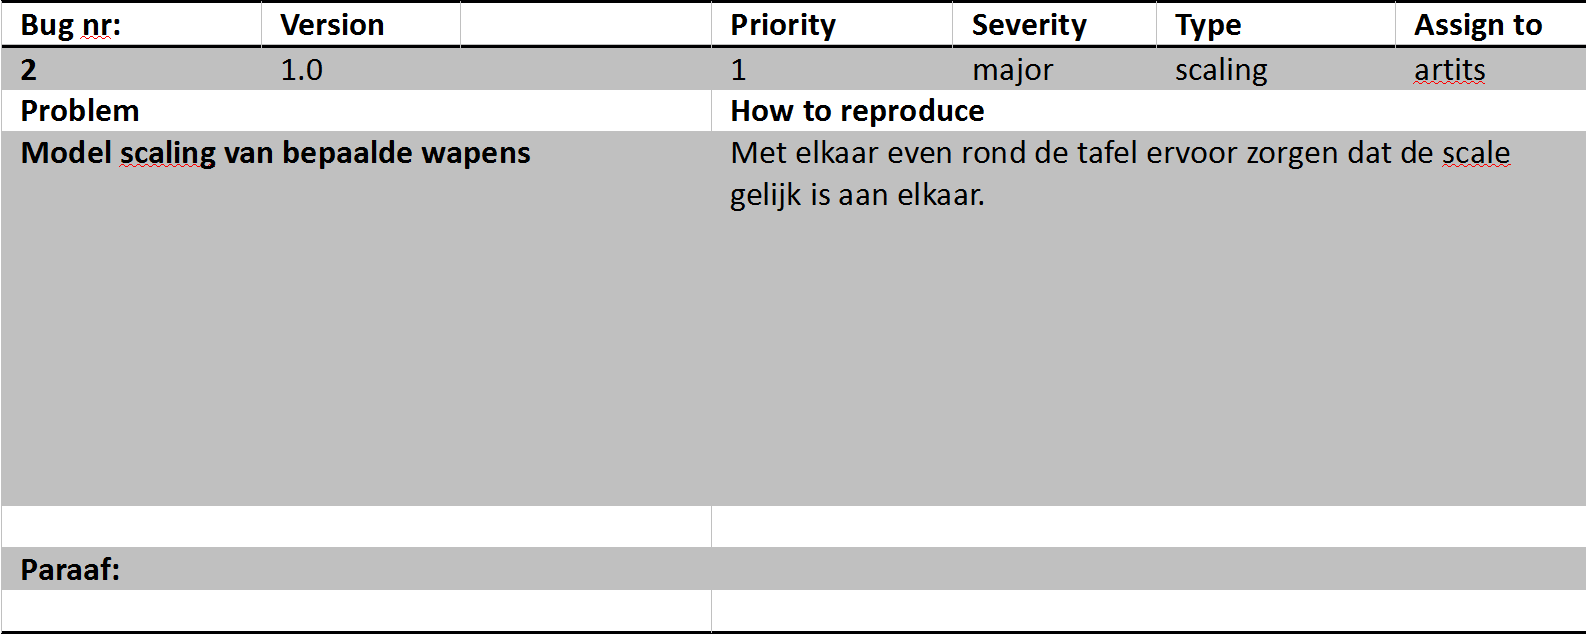 Bug nr: Version Priority Severity Type Assign to
2 1.0 1 major scaling artits
Problem How to reproduce
Model scaling van bepaalde wapens Met elkaar even rond de tafel ervoor zorgen dat de scale
gelijk is aan elkaar.
Paraaf: